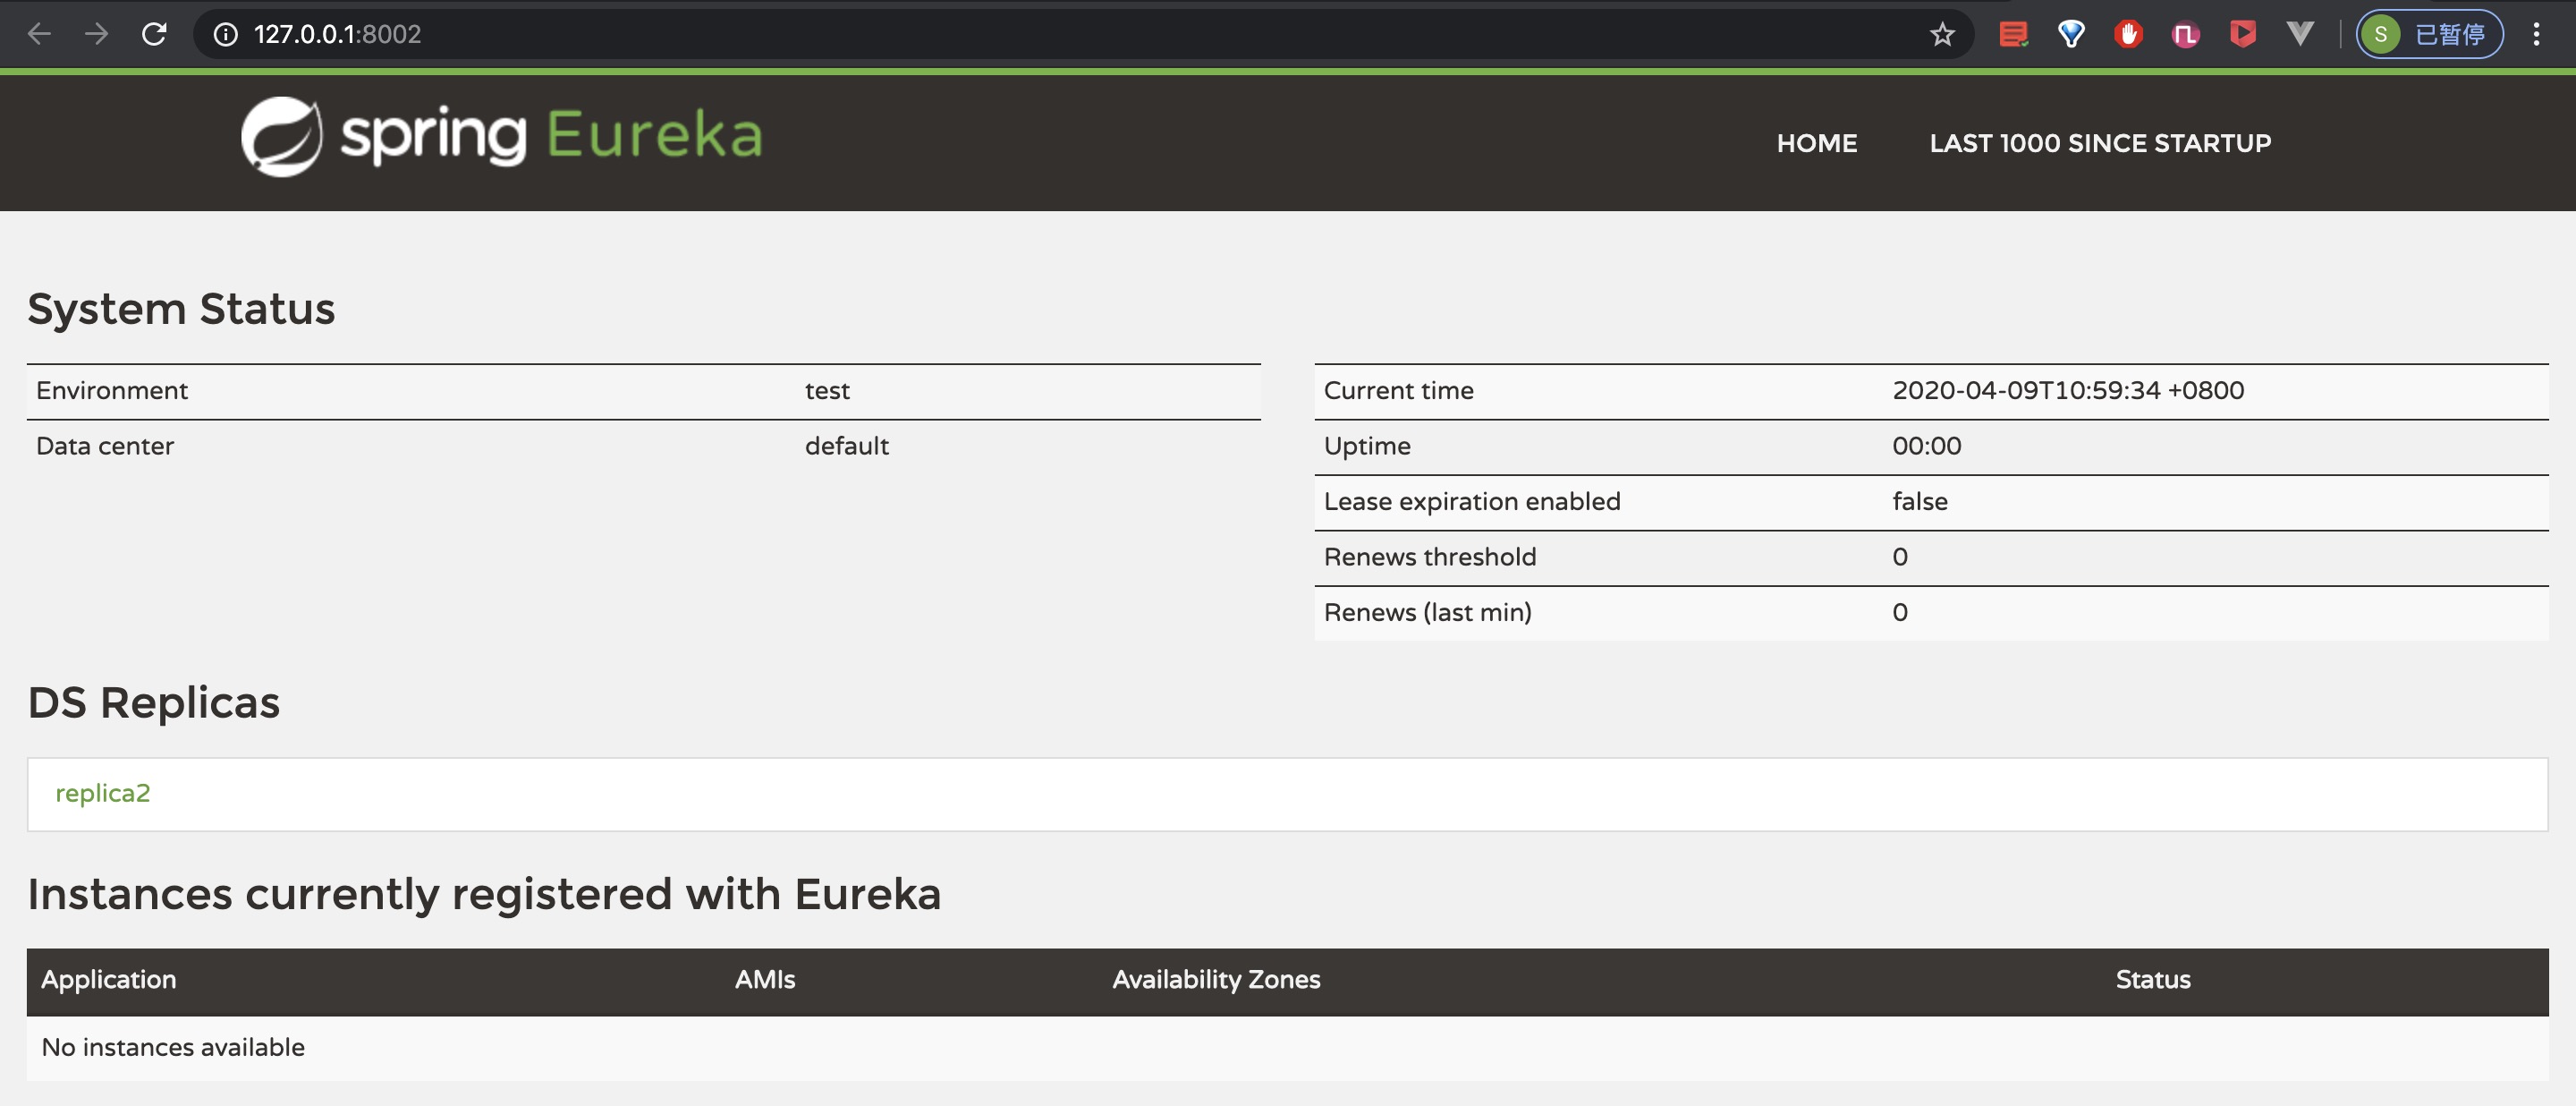 127.0.0.1:8002
S 已暂停
spring Eureka
HOME LAST 1000 SINCE STARTUP
System Status
Environment test
Data center default
Current time 2020-04-09T10:59:34 +0800
Uptime 00:00
Lease expiration enabled false
Renews threshold 0
Renews (last min) 0
DS Replicas
replica2
Instances currently registered with Eureka
Application AMIs Availability Zones Status
No instances available